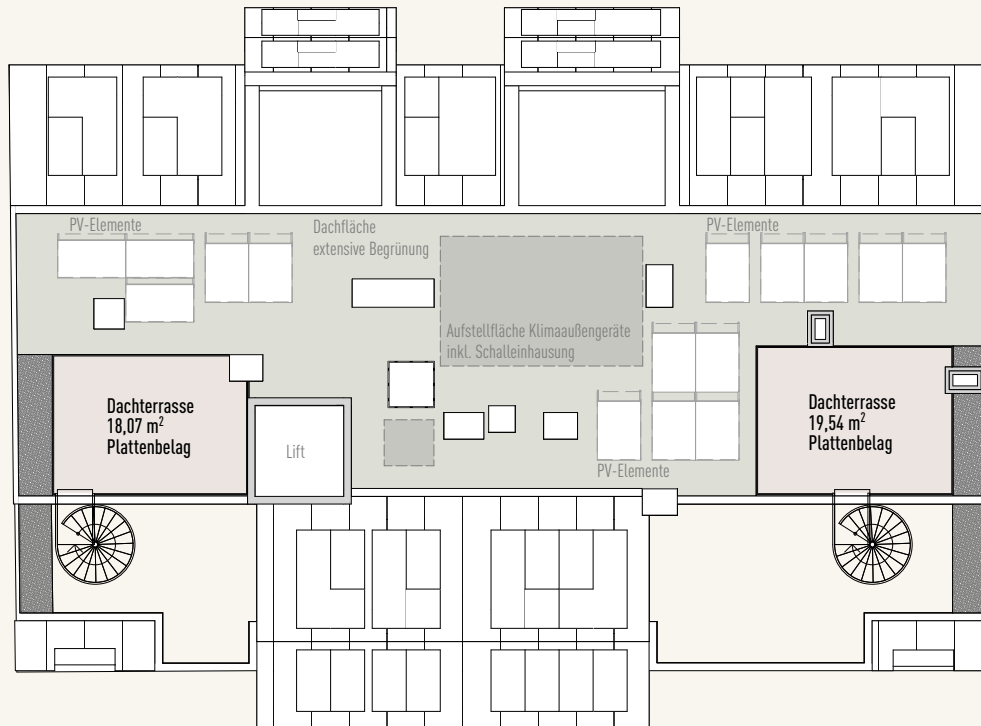 PV-Elemente
Dachfläche
extensive Begrünung
PV-Elemente
Aufstellfläche Klimaaußengeräte
inkl. Schalleinhausung
Dachterrasse
18,07 m²
Plattenbelag
Lift
Dachterrasse
19,54 m²
Plattenbelag
PV-Elemente